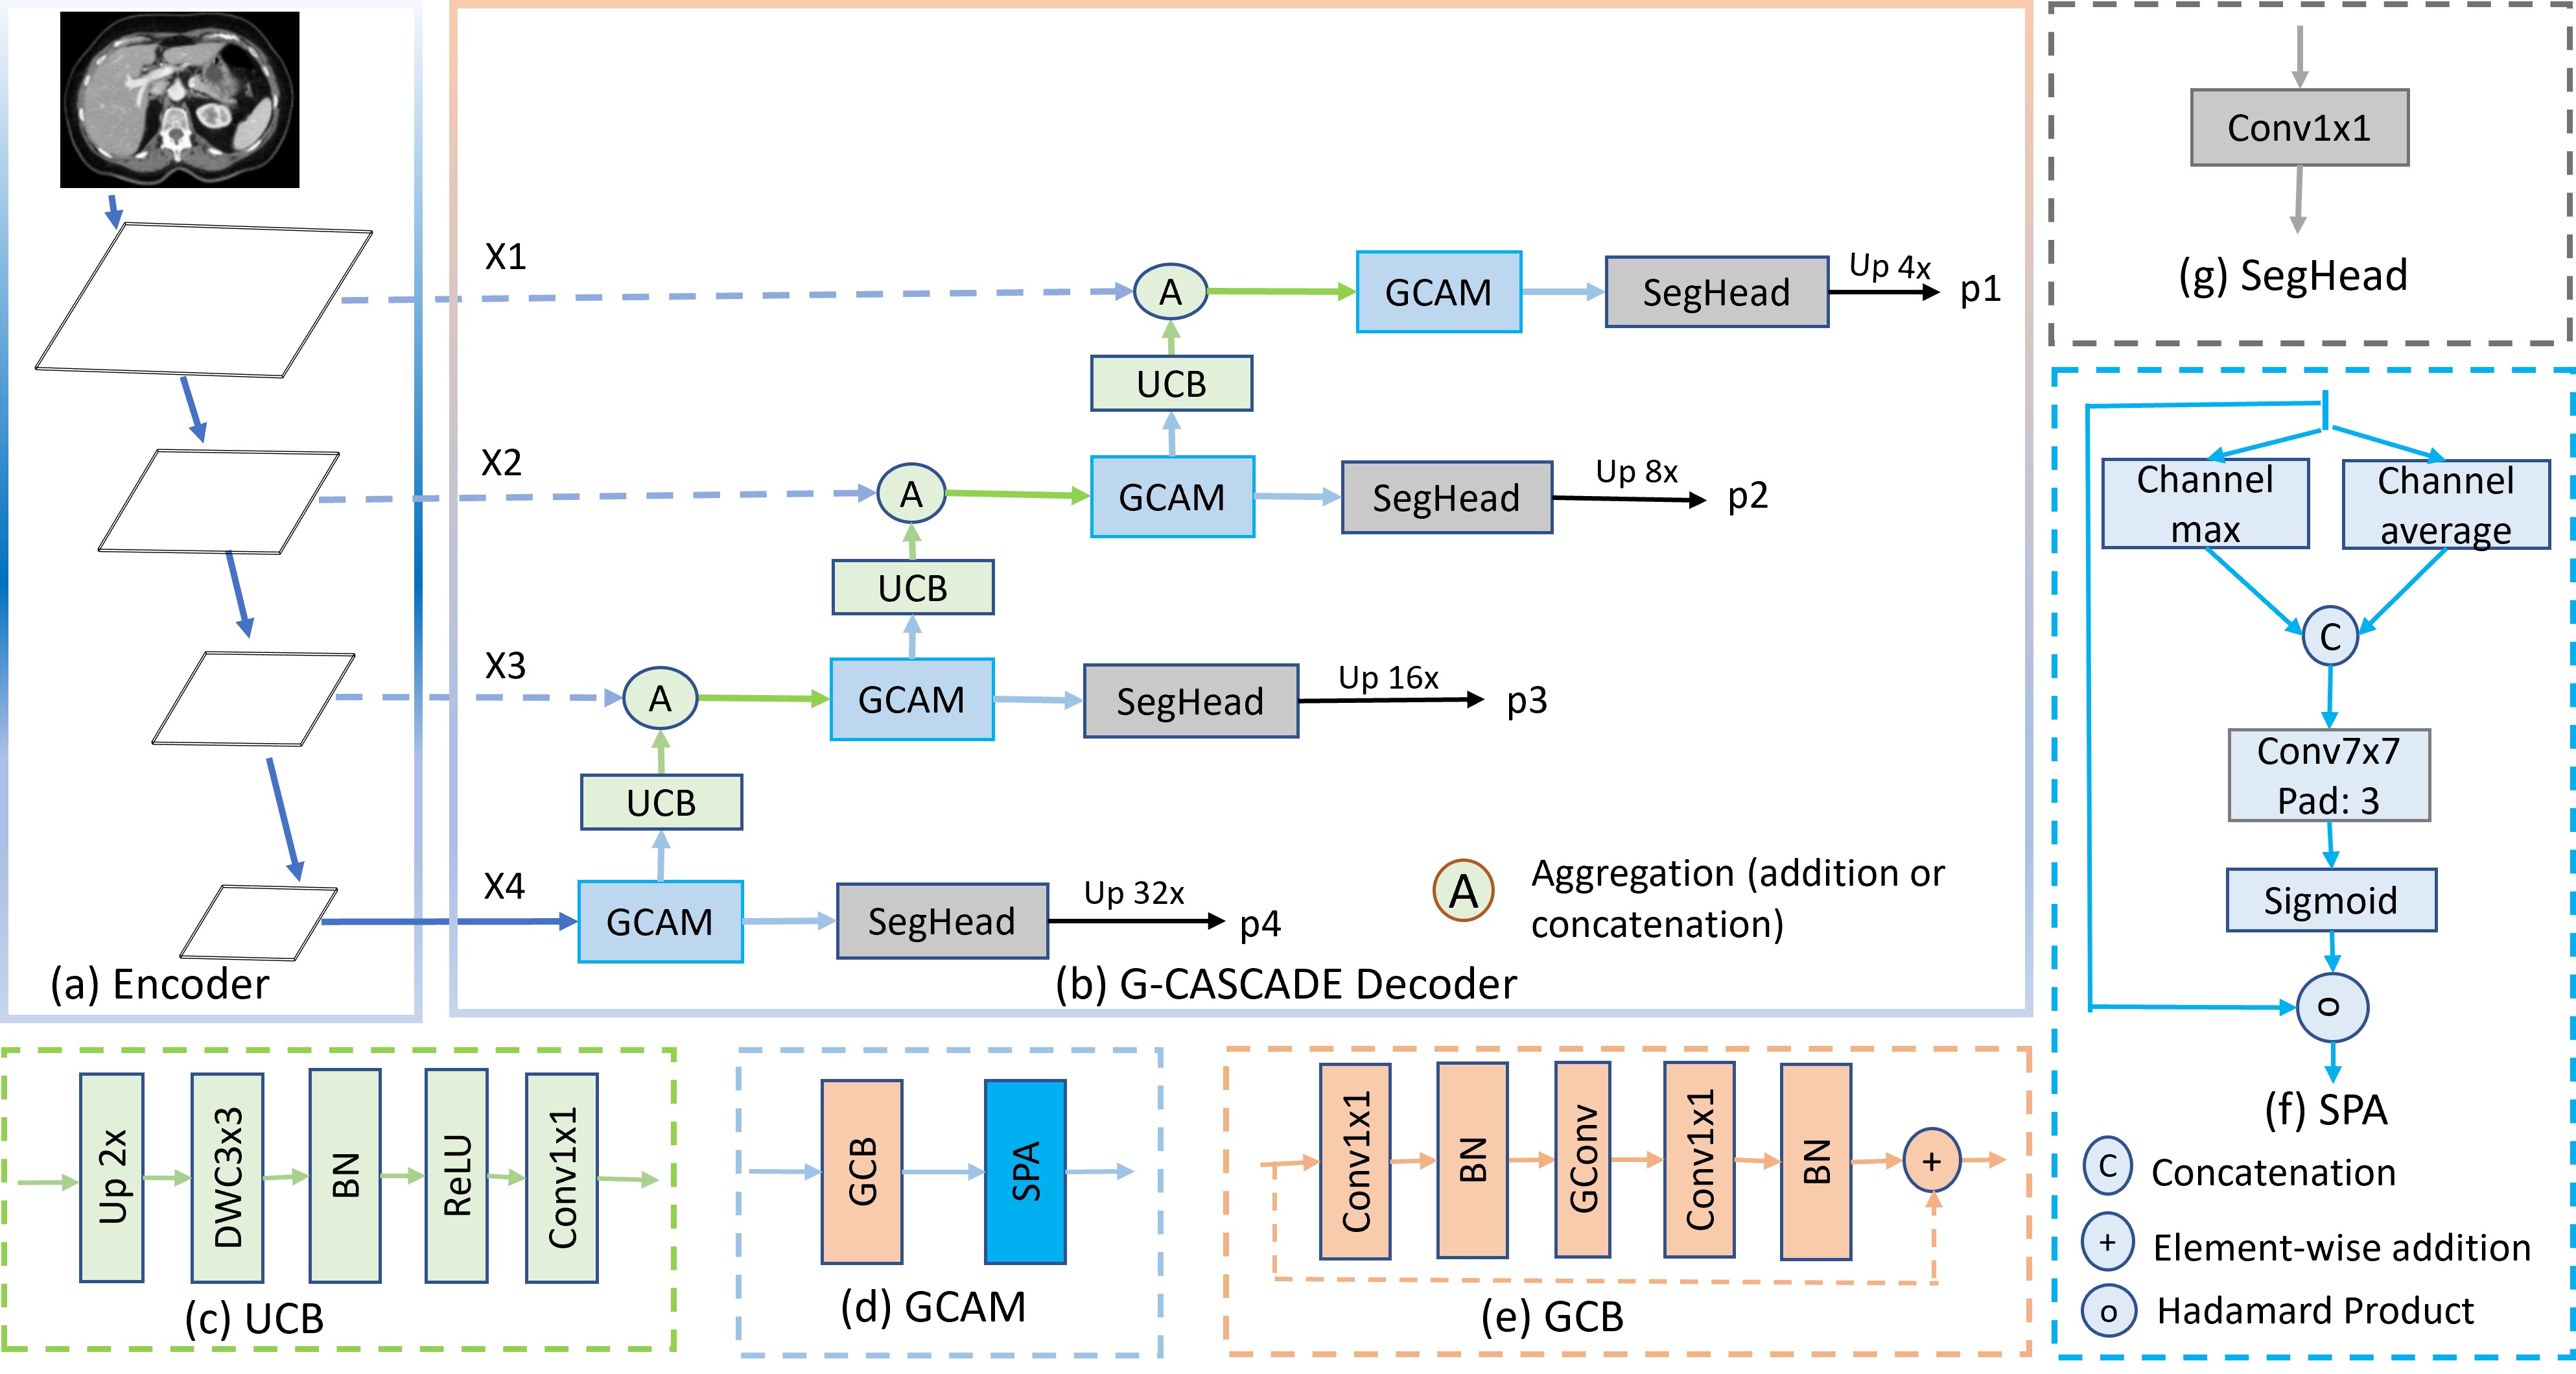 X1
A
GCAM
SegHead
Up 4x
p1
UCB
X2
A
GCAM
SegHead
Up 8x
p2
UCB
X3
A
GCAM
SegHead
Up 16x
p3
UCB
X4
GCAM
SegHead
Up 32x
p4
A
Aggregation (addition or
concatenation)
(a) Encoder
(b) G-CASCADE Decoder
Up 2x
DWC3x3
BN
ReLU
Conv1x1
(c) UCB
GCB
SPA
(d) GCAM
Conv1x1
BN
GConv
Conv1x1
BN
+
(e) GCB
Conv1x1
(g) SegHead
Channel
max
Channel
average
C
Conv7x7
Pad: 3
Sigmoid
o
(f) SPA
C
Concatenation
+
Element-wise addition
o
Hadamard Product